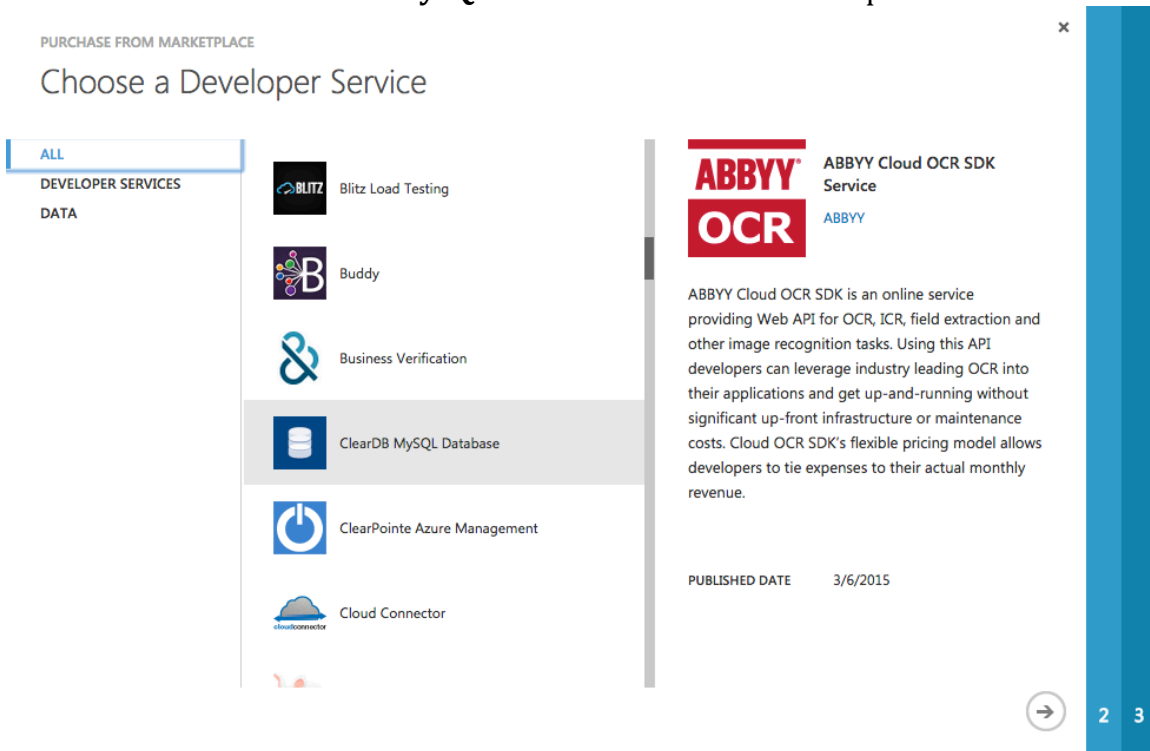 PURCHASE FROM MARKETPLACE
Choose a Developer Service
ALL
DEVELOPER SERVICES
DATA
BLITZ
Blitz Load Testing
B
Buddy
Business Verification
ClearDB MySQL Database
ClearPointe Azure Management
cloudconnector
Cloud Connector
ABBYY
OCR
ABBYY Cloud OCR SDK
Service
ABBYY
ABBYY Cloud OCR SDK is an online service
providing Web API for OCR, ICR, field extraction and
other image recognition tasks. Using this API
developers can leverage industry leading OCR into
their applications and get up-and-running without
significant up-front infrastructure or maintenance
costs. Cloud OCR SDK's flexible pricing model allows
developers to tie expenses to their actual monthly
revenue.
PUBLISHED DATE 3/6/2015
2 3